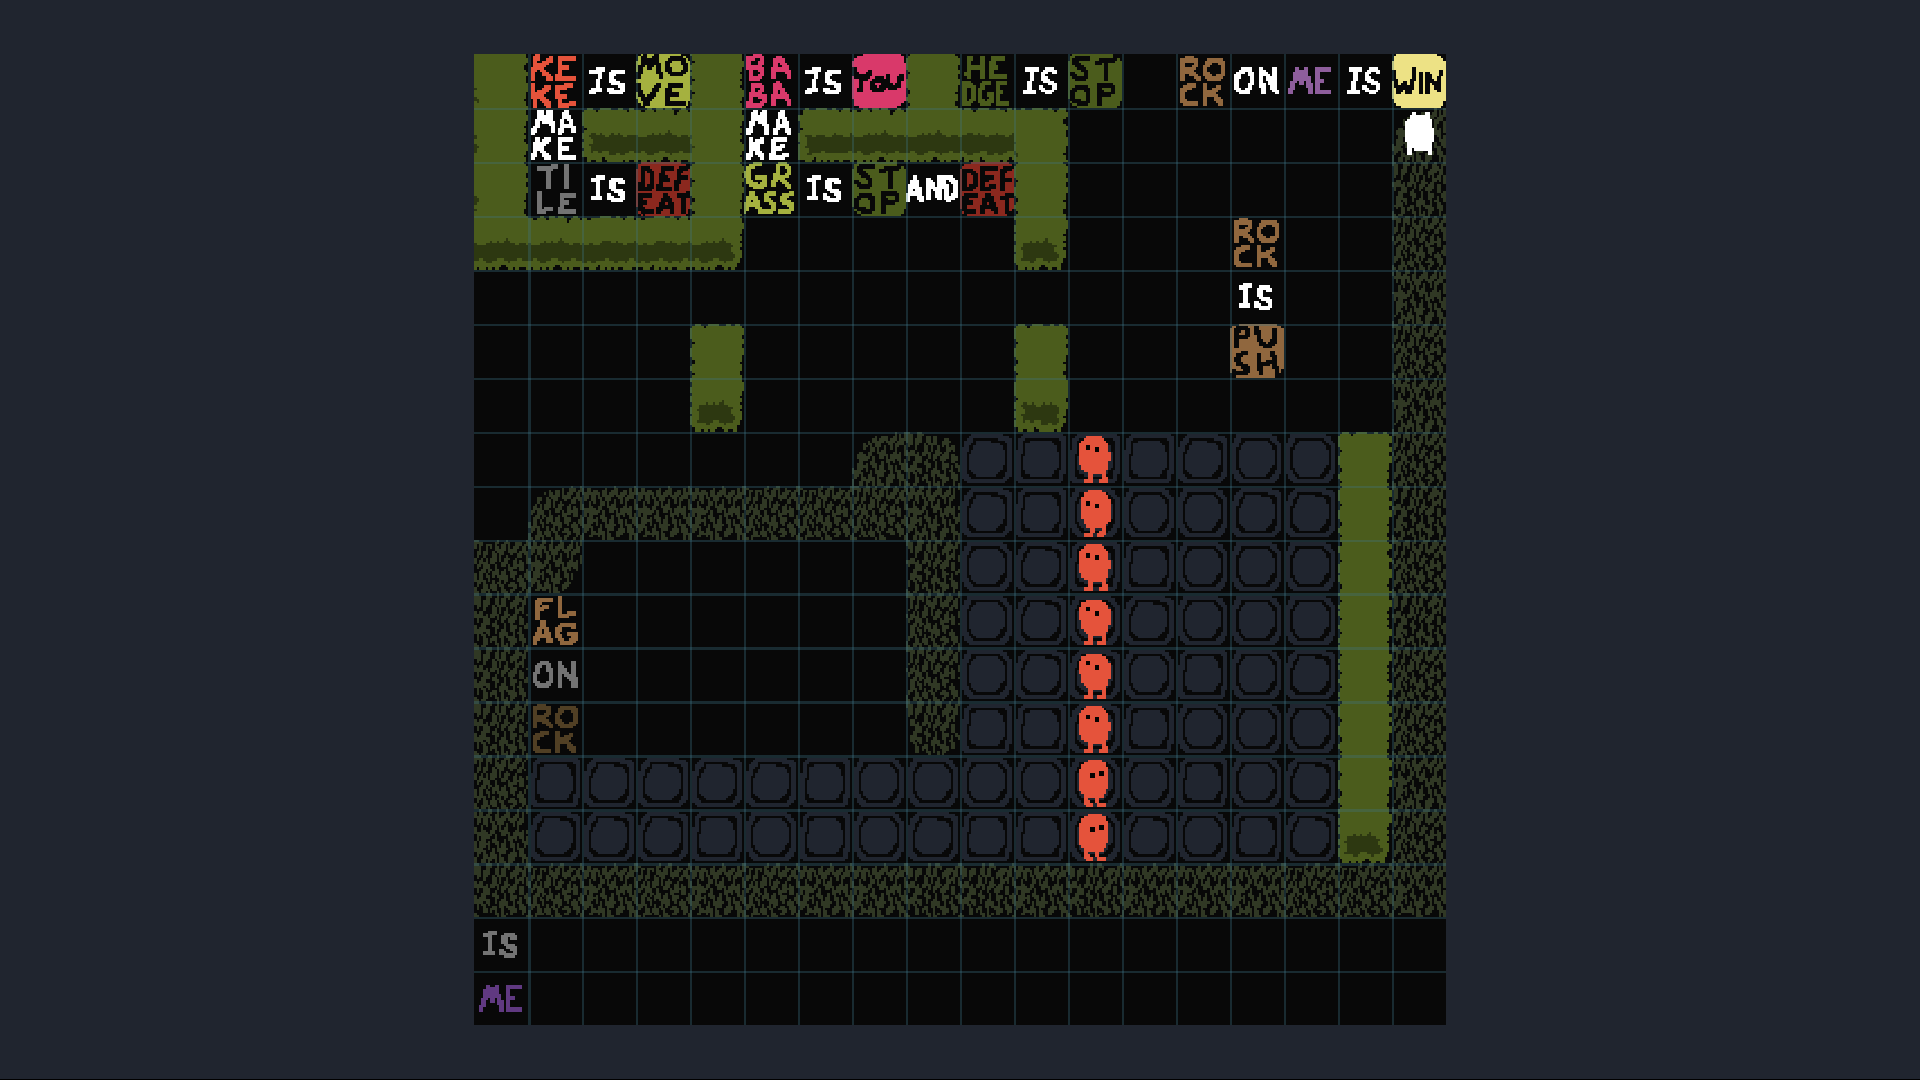 KEKE IS MOVE BABA IS YOU HEDGE IS STOP ROCK ON ME IS WIN
MAKE MAKE
TILE IS DEFEAT GRASS IS STOP AND DEFEAT
ROCK
IS
PUSH
FLAG
ON
ROCK
IS
ME